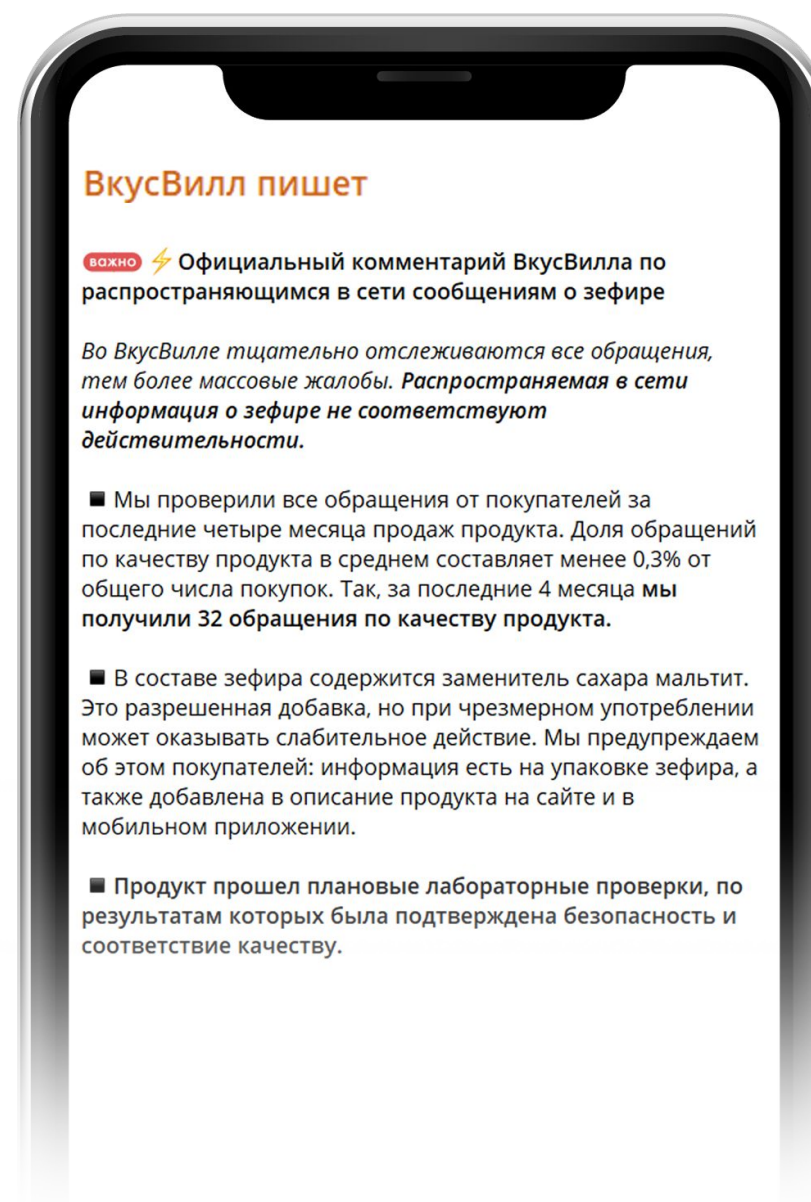 ВкусВилл пишет
важно ⚡ Официальный комментарий ВкусВилла по
распространяющимся в сети сообщениям о зефире
Во ВкусВилле тщательно отслеживаются все обращения,
тем более массовые жалобы. Распространяемая в сети
информация о зефире не соответствуют
действительности.
◾ Мы проверили все обращения от покупателей за
последние четыре месяца продаж продукта. Доля обращений
по качеству продукта в среднем составляет менее 0,3% от
общего числа покупок. Так, за последние 4 месяца мы
получили 32 обращения по качеству продукта.
◾ В составе зефира содержится заменитель сахара мальтит.
Это разрешенная добавка, но при чрезмерном употреблении
может оказывать слабительное действие. Мы предупреждаем
об этом покупателей: информация есть на упаковке зефира, а
также добавлена в описание продукта на сайте и в
мобильном приложении.
◾ Продукт прошел плановые лабораторные проверки, по
результатам которых была подтверждена безопасность и
соответствие качеству.